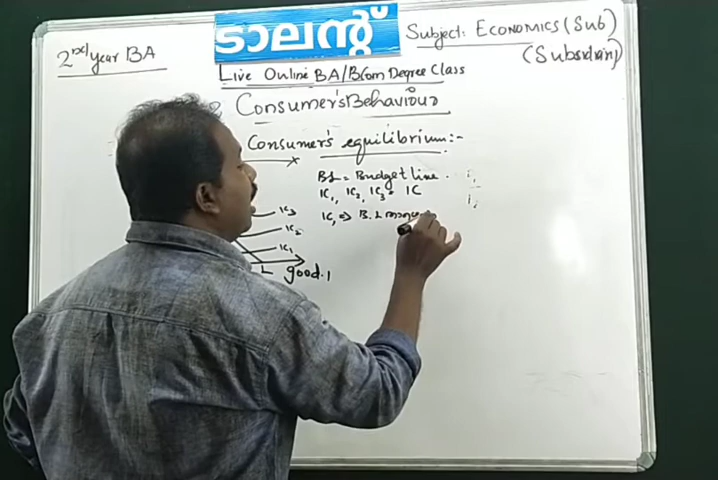 2nd year BA
ടാലന്റ്
Subject: Economics (Sub)
(Subsidiary)
Live Online BA/BCom Degree Class
2 Consumer's Behaviour
Consumer's equilibrium:-
BL = Budget line
IC1, IC2, IC3 = IC
IC1 => B.L
IC3
IC2
IC1
L
good.1